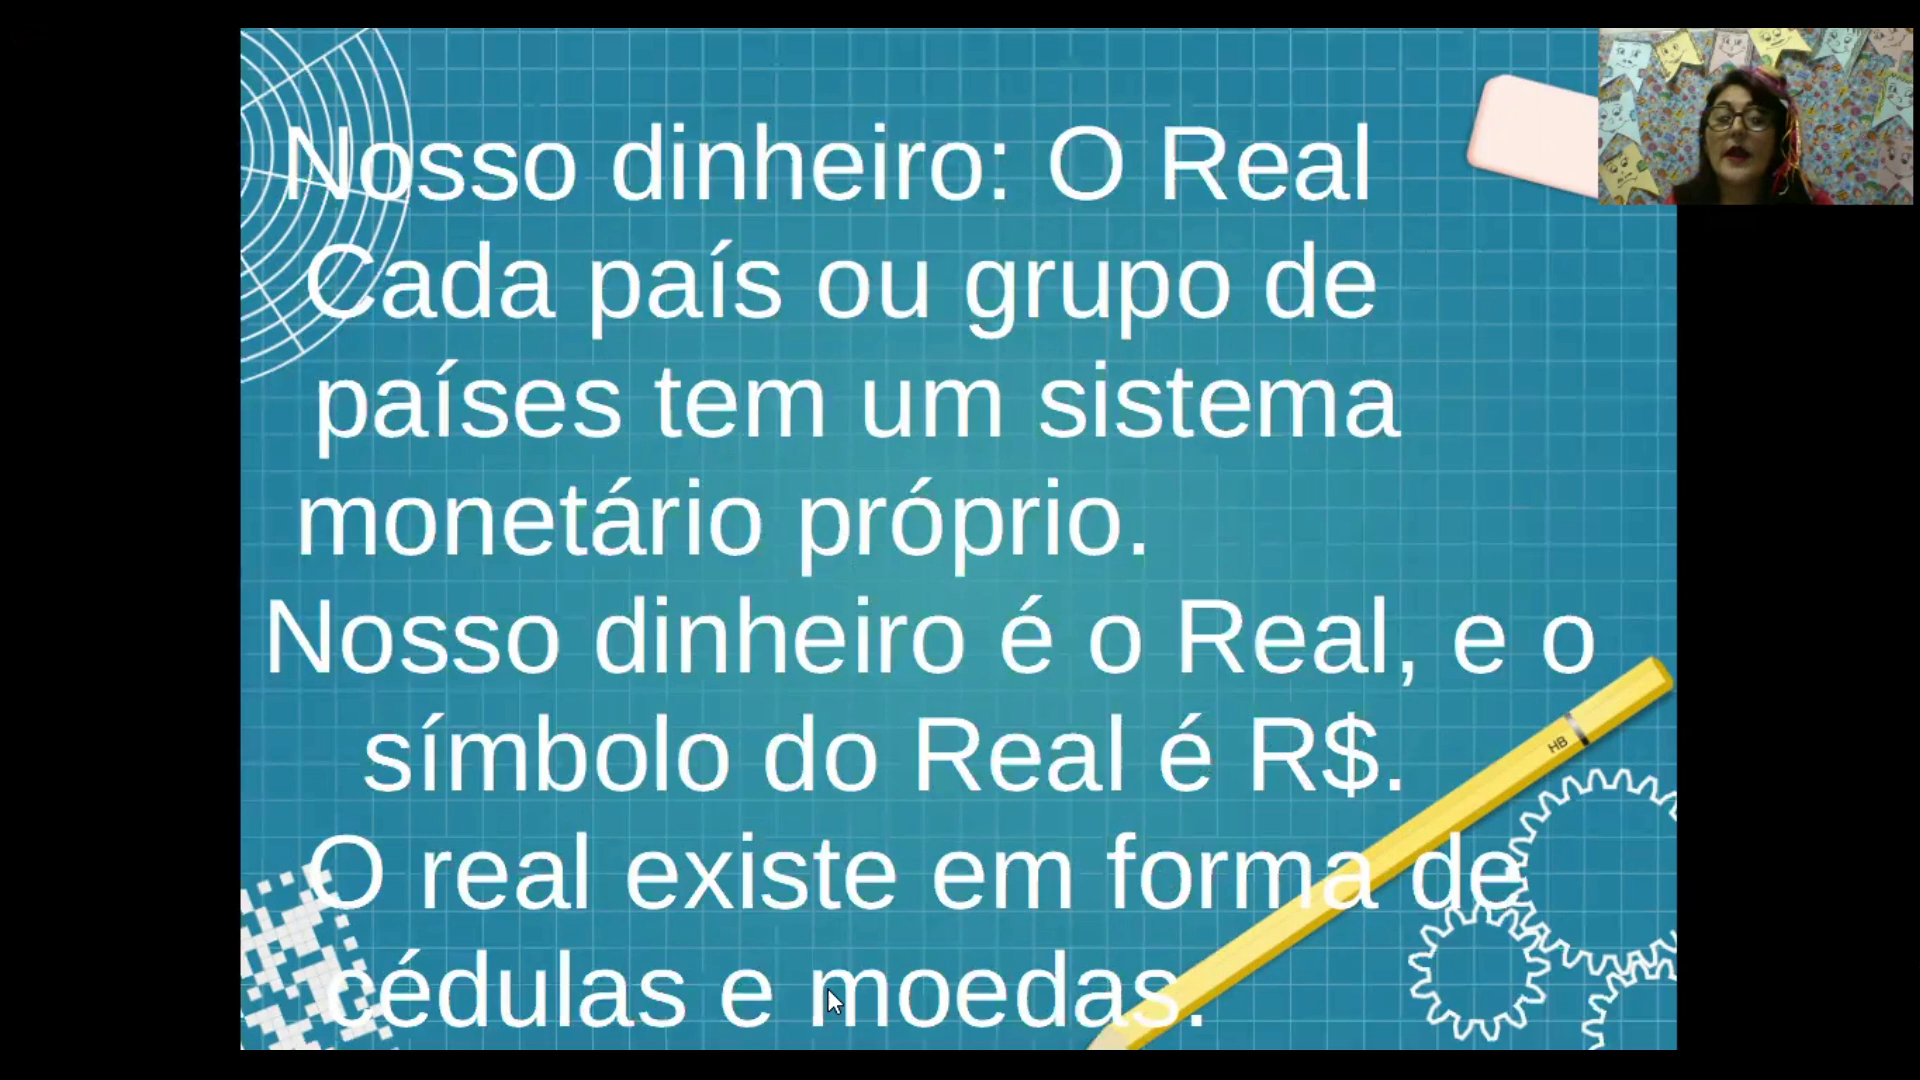 Nosso dinheiro: O Real
Cada país ou grupo de
países tem um sistema
monetário próprio.
Nosso dinheiro é o Real, e o
símbolo do Real é R$.
O real existe em forma de
cédulas e moedas.
HB